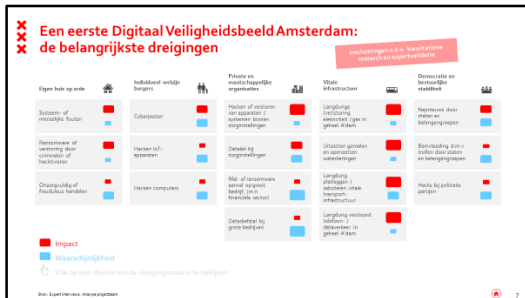 Een eerste Digitaal Veiligheidsbeeld Amsterdam:
de belangrijkste dreigingen
Inschattingen o.b.v. kwalitatieve
research en expertvalidatie
Eigen huis op orde
Systeem- of
menselijke fouten
Ransomware of
verstoring door
criminelen of
hacktivisten
Onzorgvuldig of
frauduleus handelen
Individueel welzijn
burgers
Cyberpesten
Hacken IoT-
apparaten
Hacken computers
Private en
maatschappelijke
organisaties
Hacken of verstoren
van apparaten /
systemen binnen
zorginstellingen
Datalek bij
zorginstellingen
Mal- of ransomware
aanval op groot
bedrijf, (m.n.
financiële sector)
Datadiefstal bij
grote bedrijven
Vitale
infrastructuur
Langdurige
(ver)storing
elektriciteit /gas in
geheel A'dam
Uitzetten gemalen
en openzetten
waterkeringen
Langdurig
platleggen /
saboteren vitale
transport-
infrastructuur
Langdurig verstoord
telefoon- /
dataverkeer in
geheel A'dam
Democratie en
bestuurlijke
stabiliteit
Nepnieuws door
staten en
belangengroepen
Beïnvloeding d.m.v.
trollen door staten
en belangengroepen
Hacks bij politieke
partijen
Impact
Waarschijnlijkheid
Klik op een thema om de dreigingsmatrix te bekijken
Bron: Expert interviews, Analyse projectteam
7